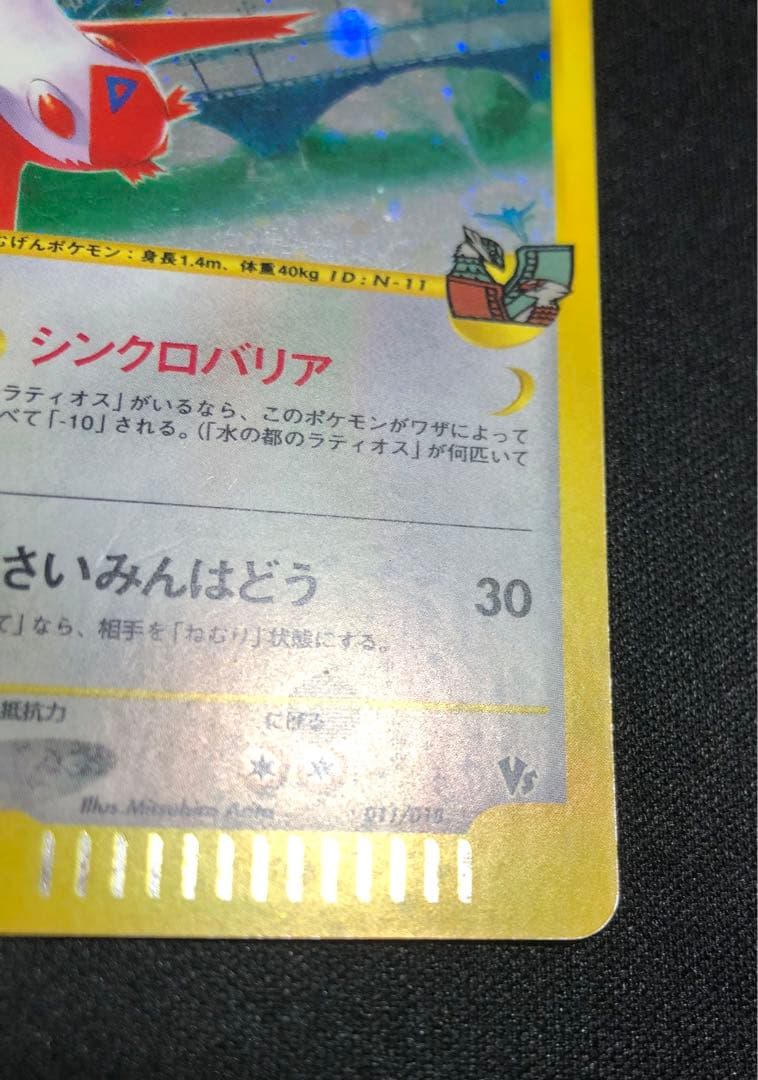 むげんポケモン：身長1.4m、体重40kg ID:N-11
シンクロバリア
ラティオス」がいるなら、このポケモンがワザによって
べて「-10」される。（「水の都のラティオス」が何匹いて
さいみんはどう 30
て」なら、相手を「ねむり」状態にする。
抵抗力 にげる
Illus. Mitsuhiro Arita 011/018
VS